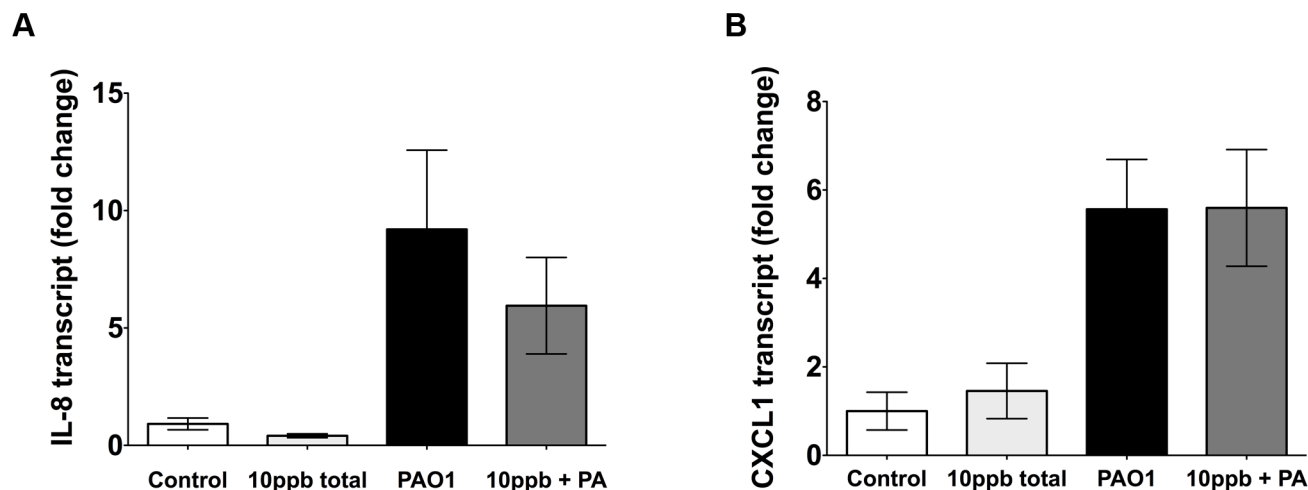 A
IL-8 transcript (fold change)
15
10
5
0
Control 10ppb total PAO1 10ppb + PA
B
CXCL1 transcript (fold change)
8
6
4
2
0
Control 10ppb total PAO1 10ppb + PA